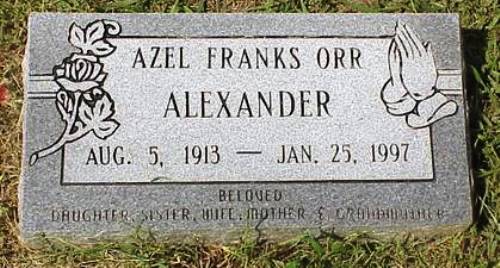 AZEL FRANKS ORR
ALEXANDER
AUG. 5, 1913 — JAN. 25, 1997
BELOVED
DAUGHTER, SISTER, WIFE, MOTHER & GRANDMOTHER